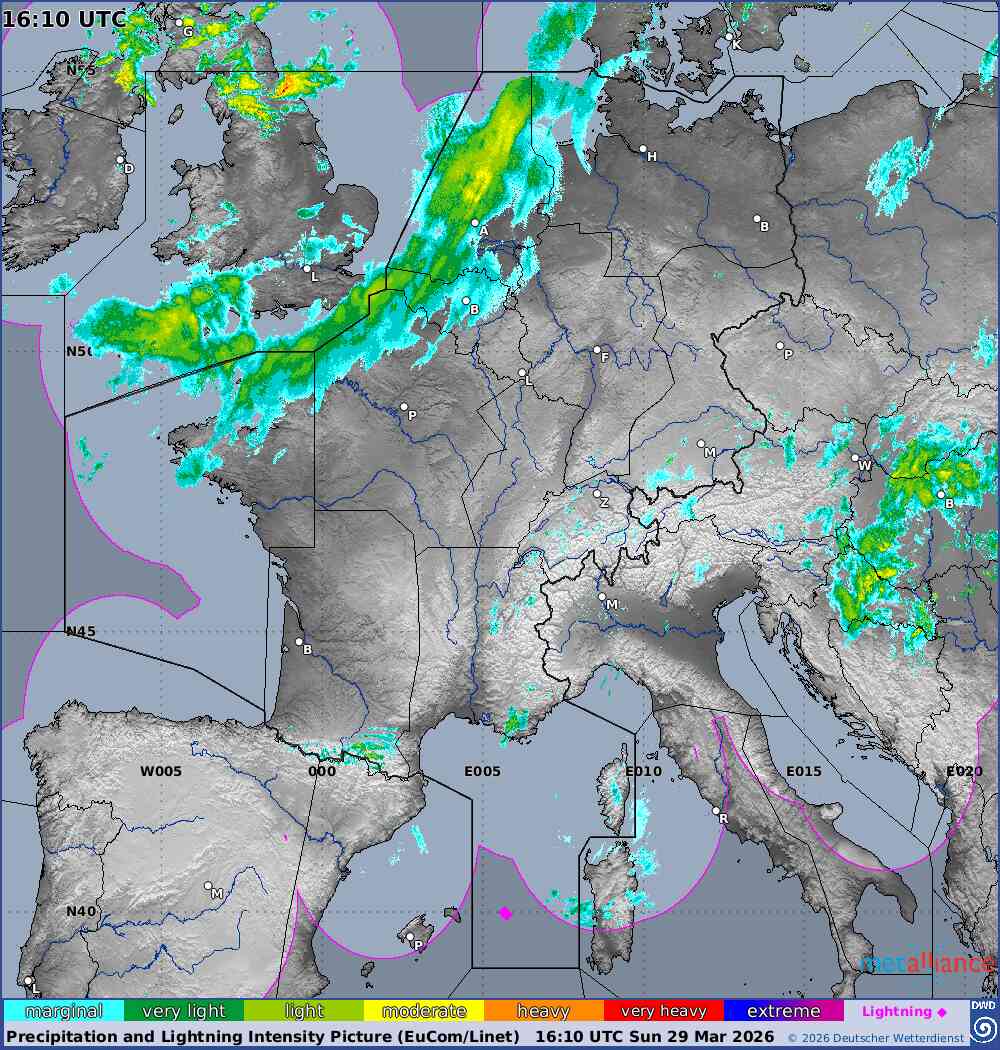 16:10 UTC
G
K
N55
D
H
A
B
L
B
N50
F
P
L
P
M
W
Z
B
M
N45
B
W005
000
E005
E010
E015
E020
R
M
N40
P
L
metalliance
marginal very light light moderate heavy very heavy extreme Lightning ◆ DWD
Precipitation and Lightning Intensity Picture (EuCom/Linet) 16:10 UTC Sun 29 Mar 2026 © 2026 Deutscher Wetterdienst